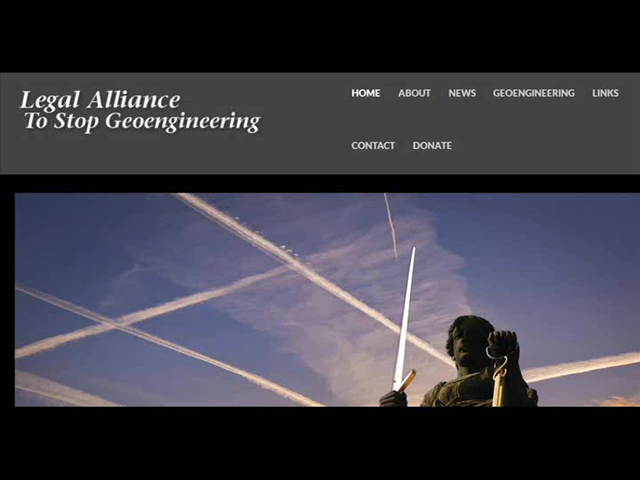 Legal Alliance
To Stop Geoengineering
HOME ABOUT NEWS GEOENGINEERING LINKS
CONTACT DONATE